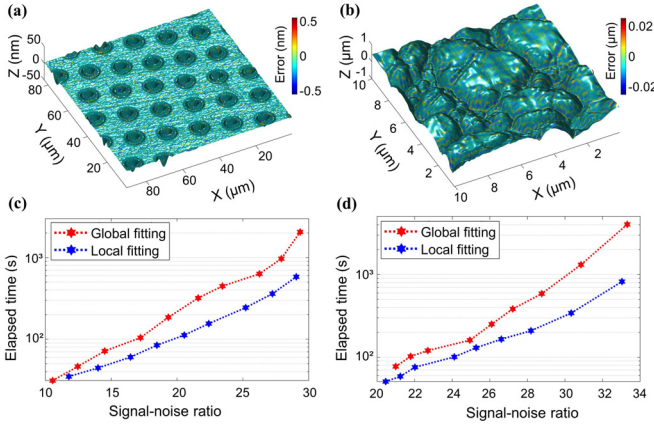 (a)
Z (nm)
50
0
-50
80
60
40
20
Y (μm)
80
60
40
20
X (μm)
Error (nm)
0.5
0
-0.5
(b)
Z (μm)
1
0
-1
10
8
6
4
2
Y (μm)
10
8
6
4
2
X (μm)
Error (μm)
0.02
0
-0.02
(c)
Global fitting
Local fitting
Elapsed time (s)
10³
10²
10 15 20 25 30
Signal-noise ratio
(d)
Global fitting
Local fitting
Elapsed time (s)
10³
10²
20 22 24 26 28 30 32 34
Signal-noise ratio